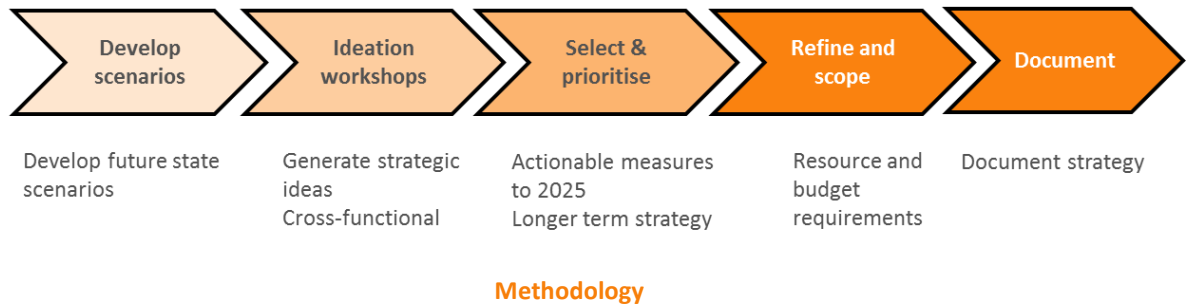 Develop
scenarios
Ideation
workshops
Select &
prioritise
Refine and
scope
Document
Develop future state
scenarios
Generate strategic
ideas
Cross-functional
Actionable measures
to 2025
Longer term strategy
Resource and
budget
requirements
Document strategy
Methodology